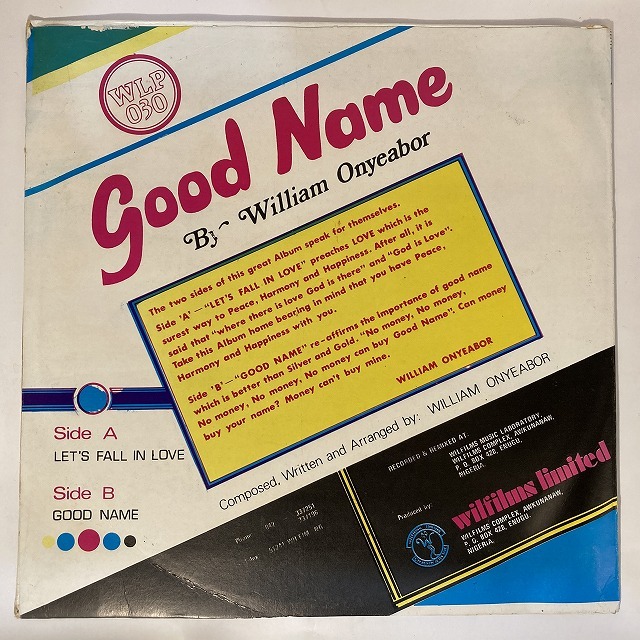 WLP
030
Good Name
By William Onyeabor
The two sides of this great Album speak for themselves.
Side 'A'—"LET'S FALL IN LOVE" preaches LOVE which is the
surest way to Peace, Harmony and Happiness. After all, it is
said that "where there is love God is there" and "God is Love".
Take this Album home bearing in mind that you have Peace,
Harmony and Happiness with you.
Side 'B'—"GOOD NAME" re-affirms the importance of good name
which is better than Silver and Gold. "No money, No money,
No money, No money, No money can buy Good Name". Can money
buy your name? Money can't buy mine.
WILLIAM ONYEABOR
Side A
LET'S FALL IN LOVE
Side B
GOOD NAME
Composed, Written and Arranged by: WILLIAM ONYEABOR
RECORDED & REMIXED AT:
WILFILMS MUSIC LABORATORY,
WILFILMS COMPLEX, AWKUNANAW,
P. O. BOX 428, ENUGU,
NIGERIA.
Produced by:
wilfilms limited
WILFILMS COMPLEX, AWKUNANAW,
P. O. BOX 428, ENUGU,
NIGERIA.
Phone